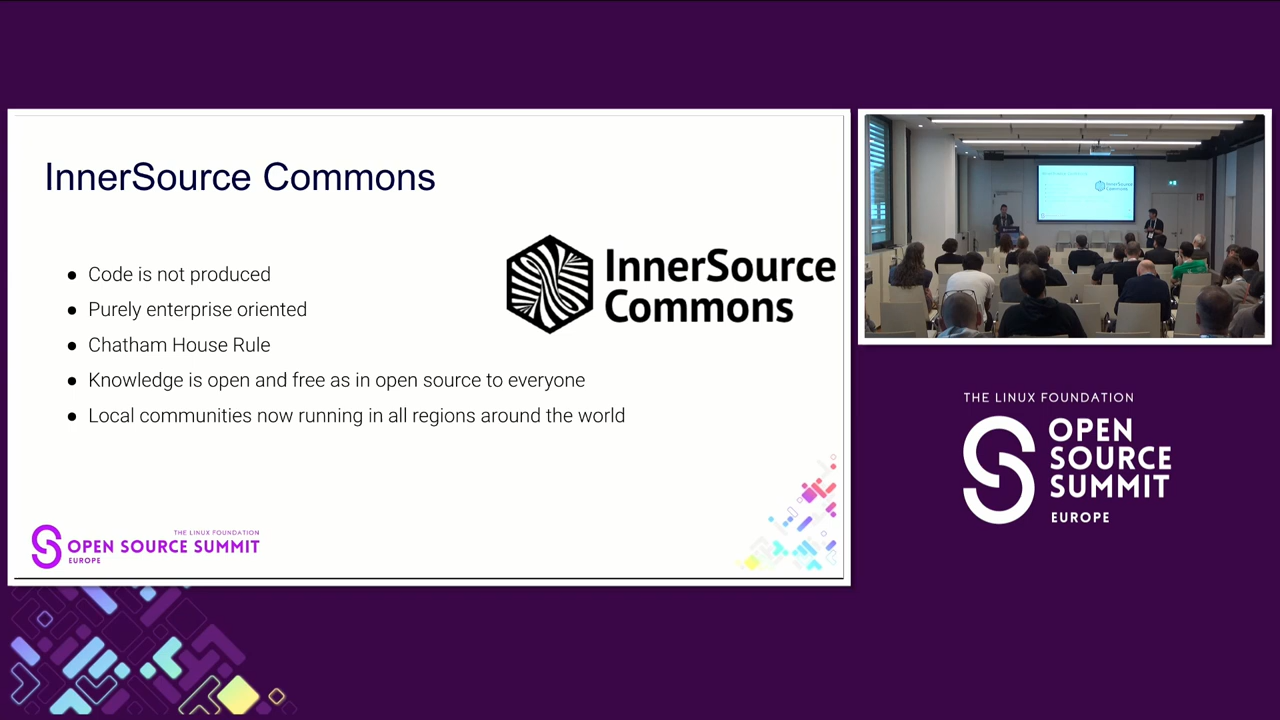 InnerSource Commons
● Code is not produced
● Purely enterprise oriented
● Chatham House Rule
● Knowledge is open and free as in open source to everyone
● Local communities now running in all regions around the world
InnerSource
Commons
THE LINUX FOUNDATION
OPEN SOURCE SUMMIT
EUROPE
InnerSource
Commons
THE LINUX FOUNDATION
OPEN
SOURCE
SUMMIT
EUROPE